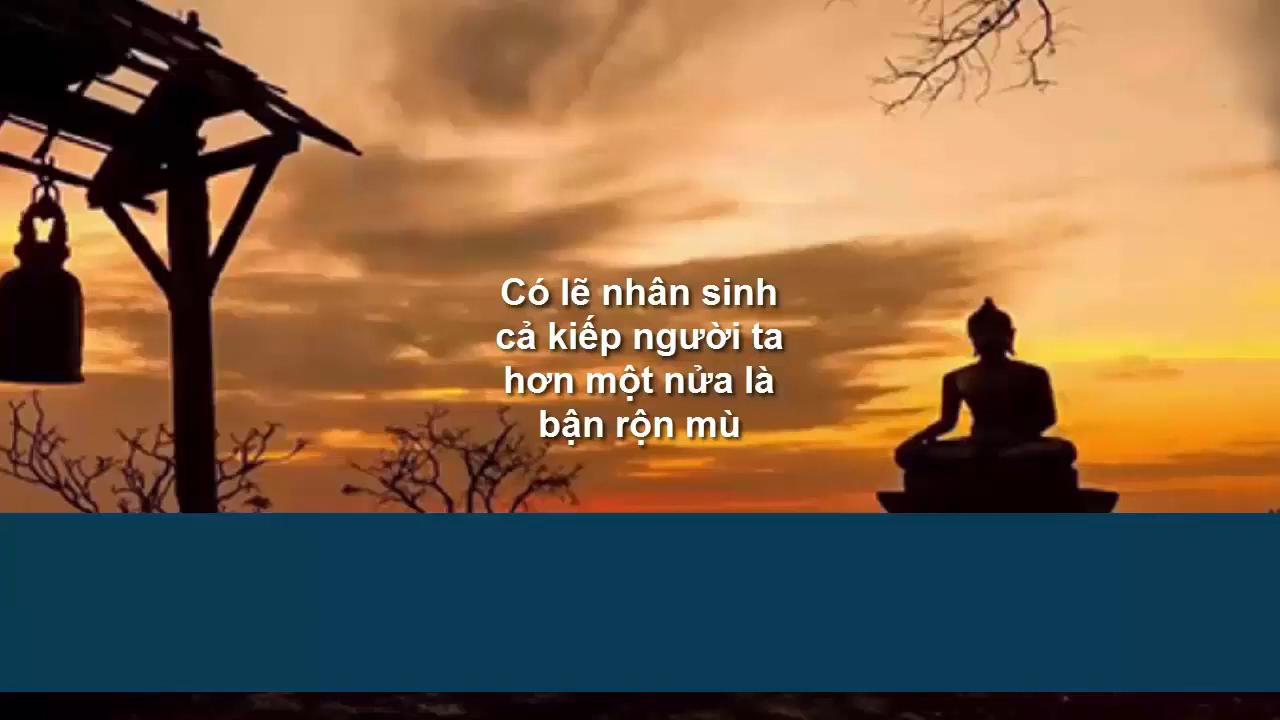 Có lẽ nhân sinh
cả kiếp người ta
hơn một nửa là
bận rộn mù